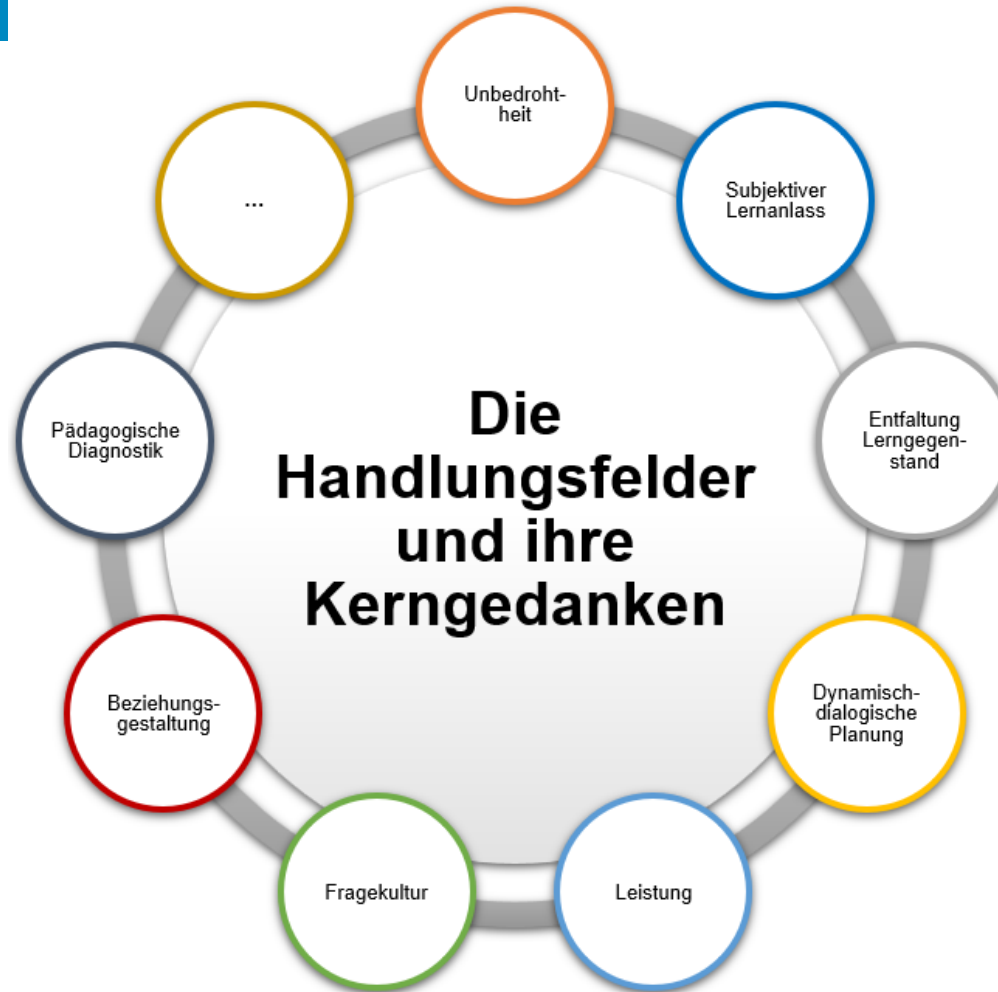 Die
Handlungsfelder
und ihre
Kerngedanken
Unbedroht-
heit
Subjektiver
Lernanlass
Entfaltung
Lerngegen-
stand
Dynamisch-
dialogische
Planung
Leistung
Fragekultur
Beziehungs-
gestaltung
Pädagogische
Diagnostik
...